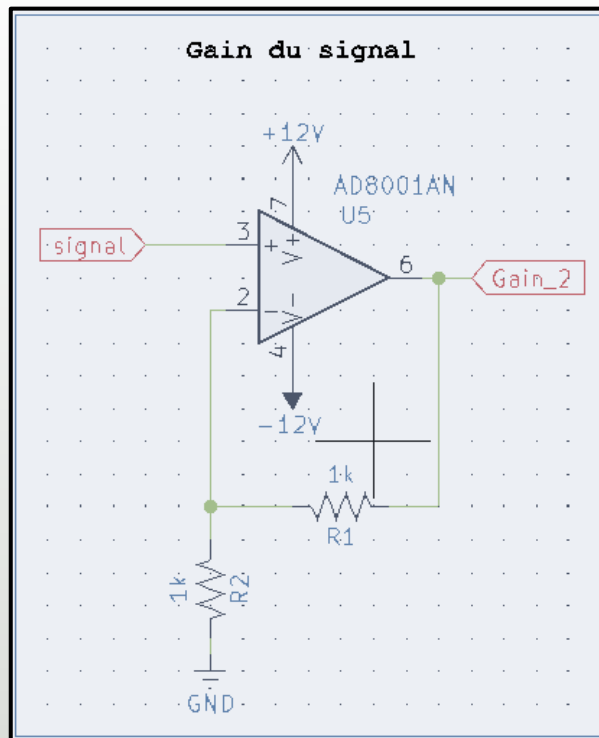 Gain du signal
+12V
AD8001AN
U5
7
3
signal
+
V+
6
Gain_2
2
-
V-
4
-12V
1k
R1
1k
R2
GND